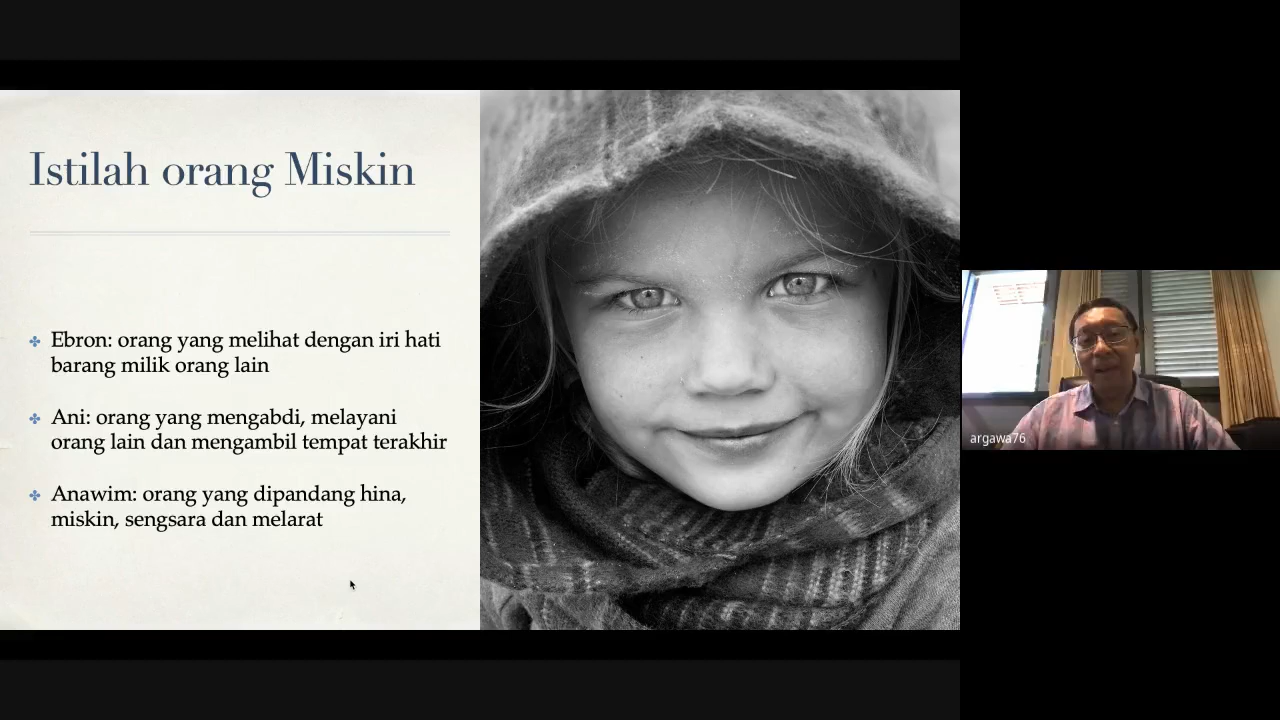 Istilah orang Miskin
Ebron: orang yang melihat dengan iri hati
barang milik orang lain
Ani: orang yang mengabdi, melayani
orang lain dan mengambil tempat terakhir
Anawim: orang yang dipandang hina,
miskin, sengsara dan melarat
argawa76